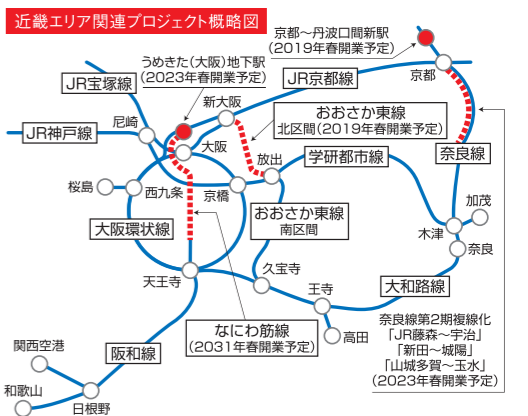 近畿エリア関連プロジェクト概略図
京都～丹波口間新駅
(2019年春開業予定)
うめきた(大阪)地下駅
(2023年春開業予定)
京都
JR宝塚線
JR京都線
新大阪
おおさか東線
北区間(2019年春開業予定)
尼崎
JR神戸線
大阪
放出
学研都市線
奈良線
桜島
西九条
京橋
加茂
おおさか東線
南区間
大阪環状線
木津
奈良
天王寺
久宝寺
大和路線
王寺
なにわ筋線
(2031年春開業予定)
高田
奈良線第2期複線化
「JR藤森～宇治」
「新田～城陽」
「山城多賀～玉水」
(2023年春開業予定)
関西空港
阪和線
和歌山
日根野